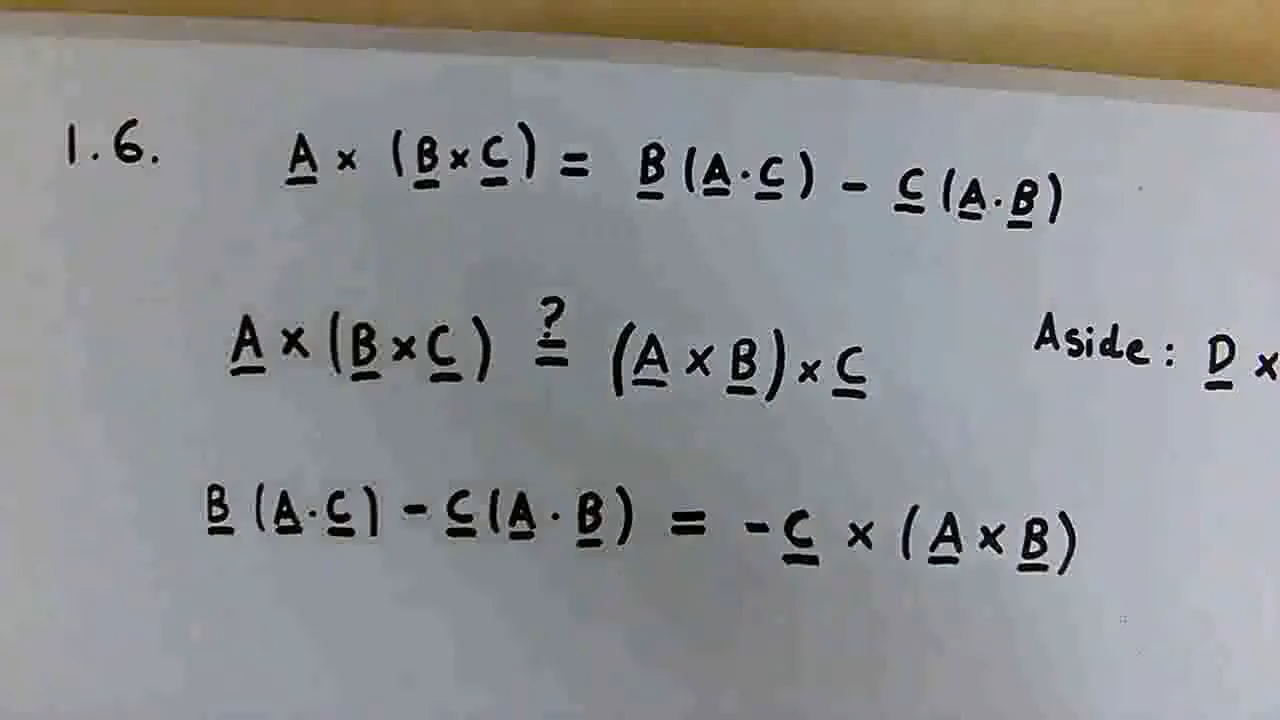 1.6. A × (B × C) = B (A · C) - C (A · B)
A × (B × C) ≟ (A × B) × C Aside: D ×
B (A · C) - C (A · B) = - C × (A × B)